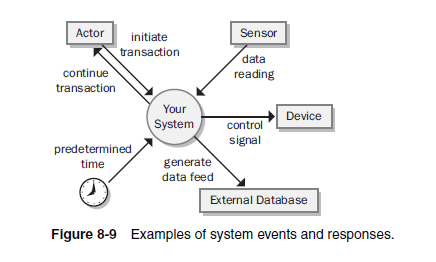 Actor
initiate
transaction
Sensor
continue
transaction
data
reading
Your
System
control
signal
Device
predetermined
time
generate
data feed
External Database
Figure 8-9 Examples of system events and responses.